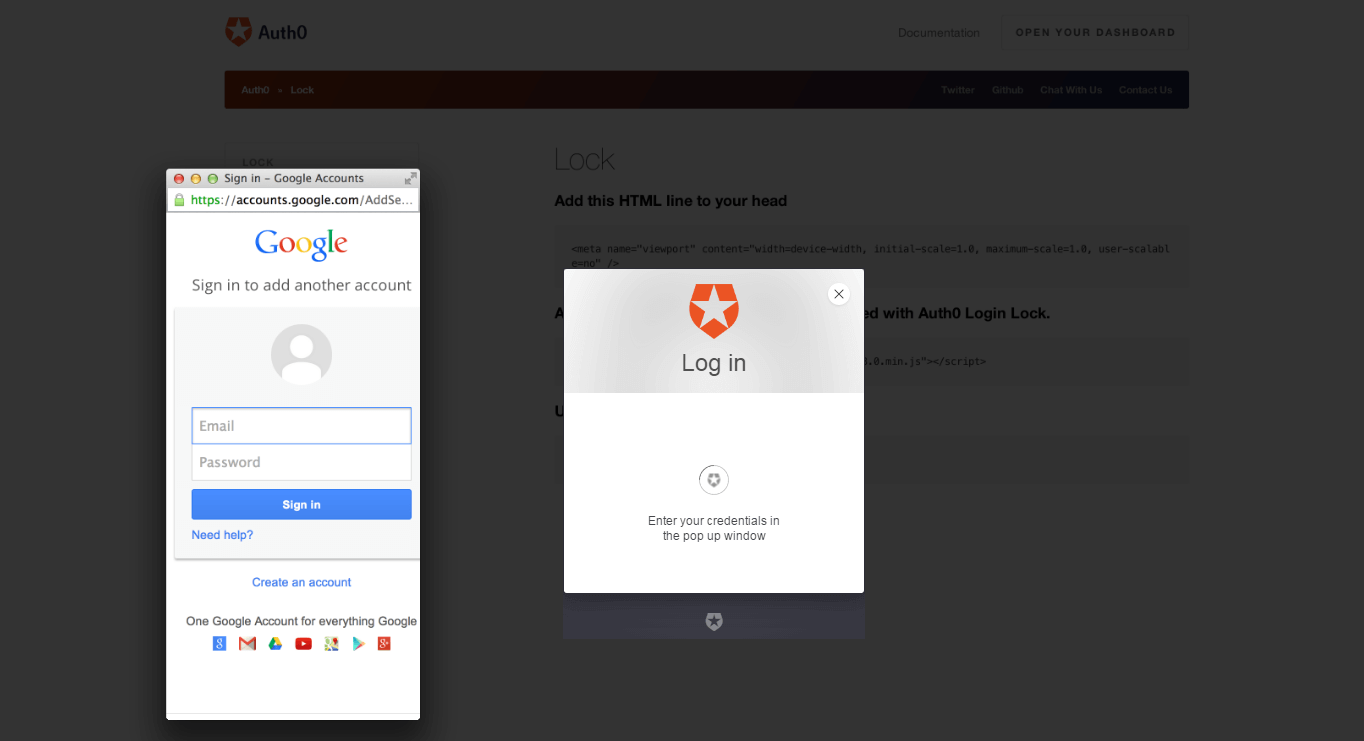 Auth0
Documentation
OPEN YOUR DASHBOARD
Auth0 » Lock
Twitter Github Chat With Us Contact Us
LOCK
Lock
Add this HTML line to your head
<meta name="viewport" content="width=device-width, initial-scale=1.0, maximum-scale=1.0, user-scalabl
e=no" />
A
ed with Auth0 Login Lock.
.0.min.js"></script>
U
Sign in – Google Accounts
https://accounts.google.com/AddSe...
Google
Sign in to add another account
Email
Password
Sign in
Need help?
Create an account
One Google Account for everything Google
Log in
Enter your credentials in
the pop up window